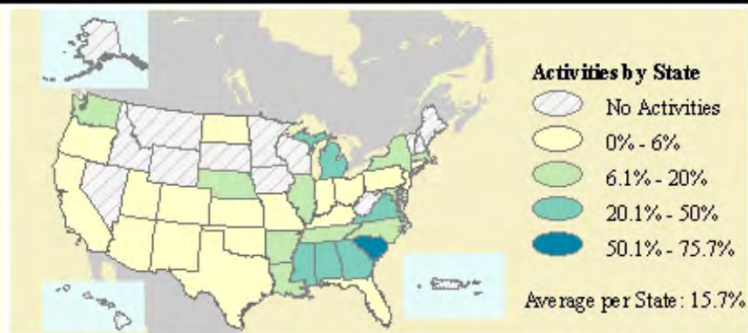 Activities by State
No Activities
0% - 6%
6.1% - 20%
20.1% - 50%
50.1% - 75.7%
Average per State: 15.7%